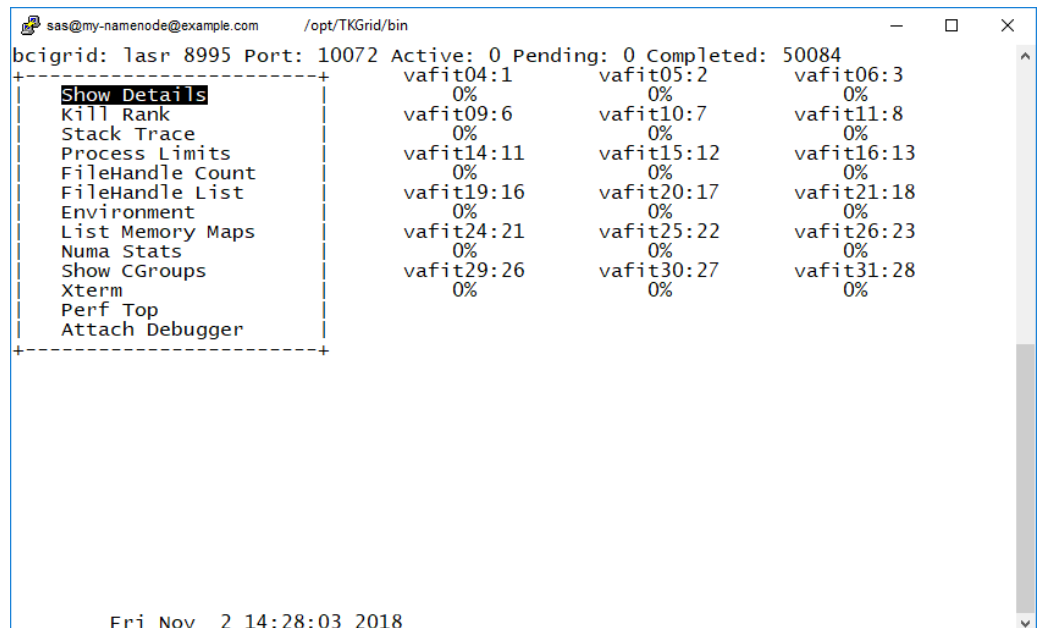 sas@my-namenode@example.com /opt/TKGrid/bin
bcigrid: lasr 8995 Port: 10072 Active: 0 Pending: 0 Completed: 50084
+------------------------+ vafit04:1 vafit05:2 vafit06:3
| Show Details | 0% 0% 0%
| Kill Rank | vafit09:6 vafit10:7 vafit11:8
| Stack Trace | 0% 0% 0%
| Process Limits | vafit14:11 vafit15:12 vafit16:13
| FileHandle Count | 0% 0% 0%
| FileHandle List | vafit19:16 vafit20:17 vafit21:18
| Environment | 0% 0% 0%
| List Memory Maps | vafit24:21 vafit25:22 vafit26:23
| Numa Stats | 0% 0% 0%
| Show CGroups | vafit29:26 vafit30:27 vafit31:28
| Xterm | 0% 0% 0%
| Perf Top |
| Attach Debugger |
+------------------------+
Fri Nov 2 14:28:03 2018